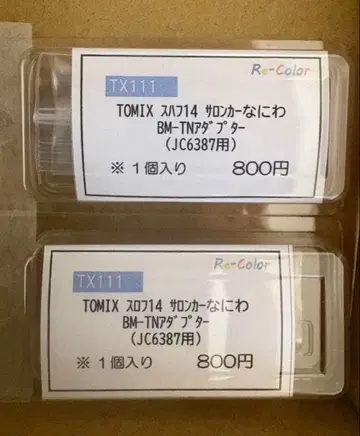 Re-Color
TX111
TOMIX ｽﾊﾌ14 ｻﾛﾝｶｰなにわ
BM-TNｱﾀﾞﾌﾟﾀｰ
(JC6387用)
※１個入り 800円
Re-Color
TX111
TOMIX ｽﾛﾌ14 ｻﾛﾝｶｰなにわ
BM-TNｱﾀﾞﾌﾟﾀｰ
(JC6387用)
※１個入り 800円